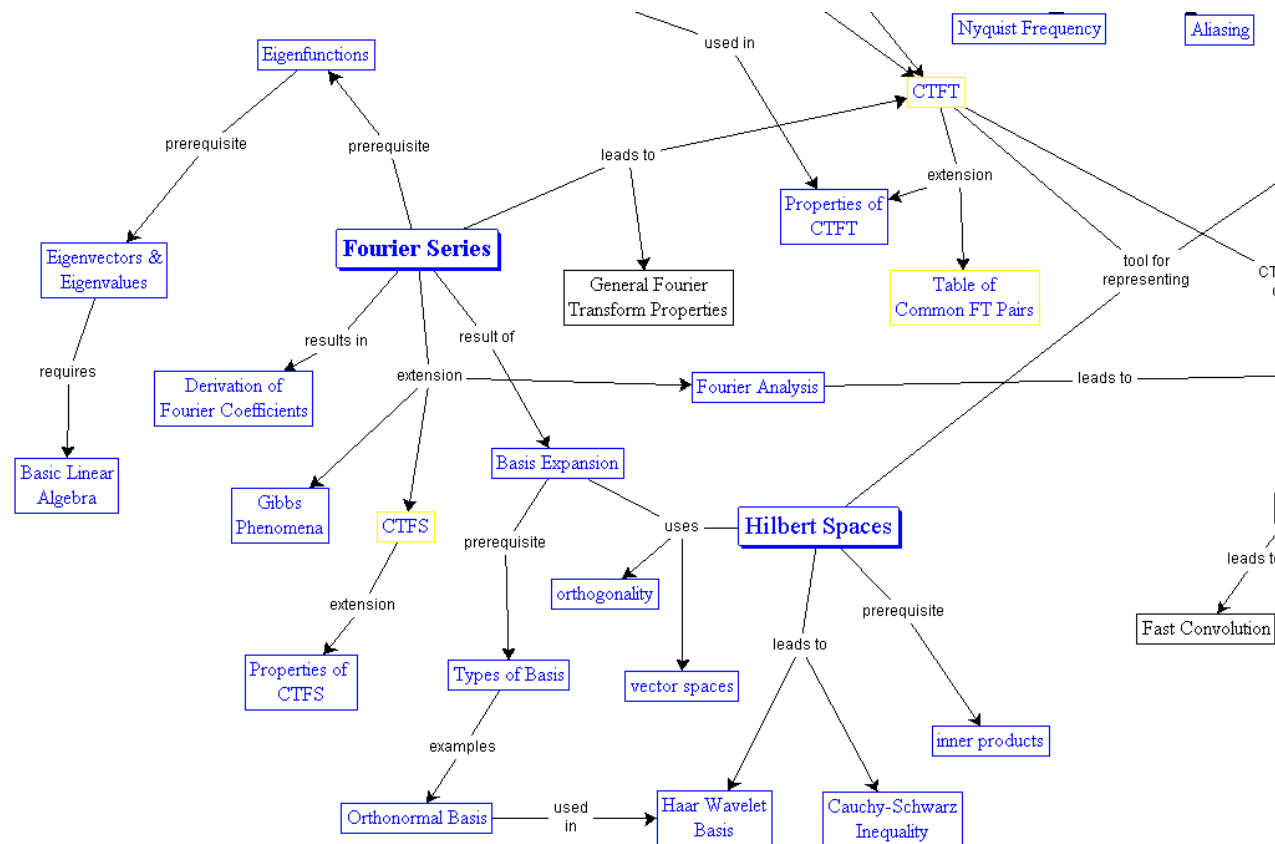 Nyquist Frequency
Aliasing
used in
Eigenfunctions
CTFT
prerequisite
prerequisite
leads to
extension
Properties of
CTFT
Fourier Series
Eigenvectors &
Eigenvalues
tool for
representing
General Fourier
Transform Properties
Table of
Common FT Pairs
results in
result of
requires
extension
Derivation of
Fourier Coefficients
Fourier Analysis
leads to
Basic Linear
Algebra
Basis Expansion
Gibbs
Phenomena
CTFS
uses
Hilbert Spaces
prerequisite
leads to
orthogonality
extension
prerequisite
Fast Convolution
leads to
Properties of
CTFS
Types of Basis
vector spaces
inner products
examples
Orthonormal Basis
used
in
Haar Wavelet
Basis
Cauchy-Schwarz
Inequality